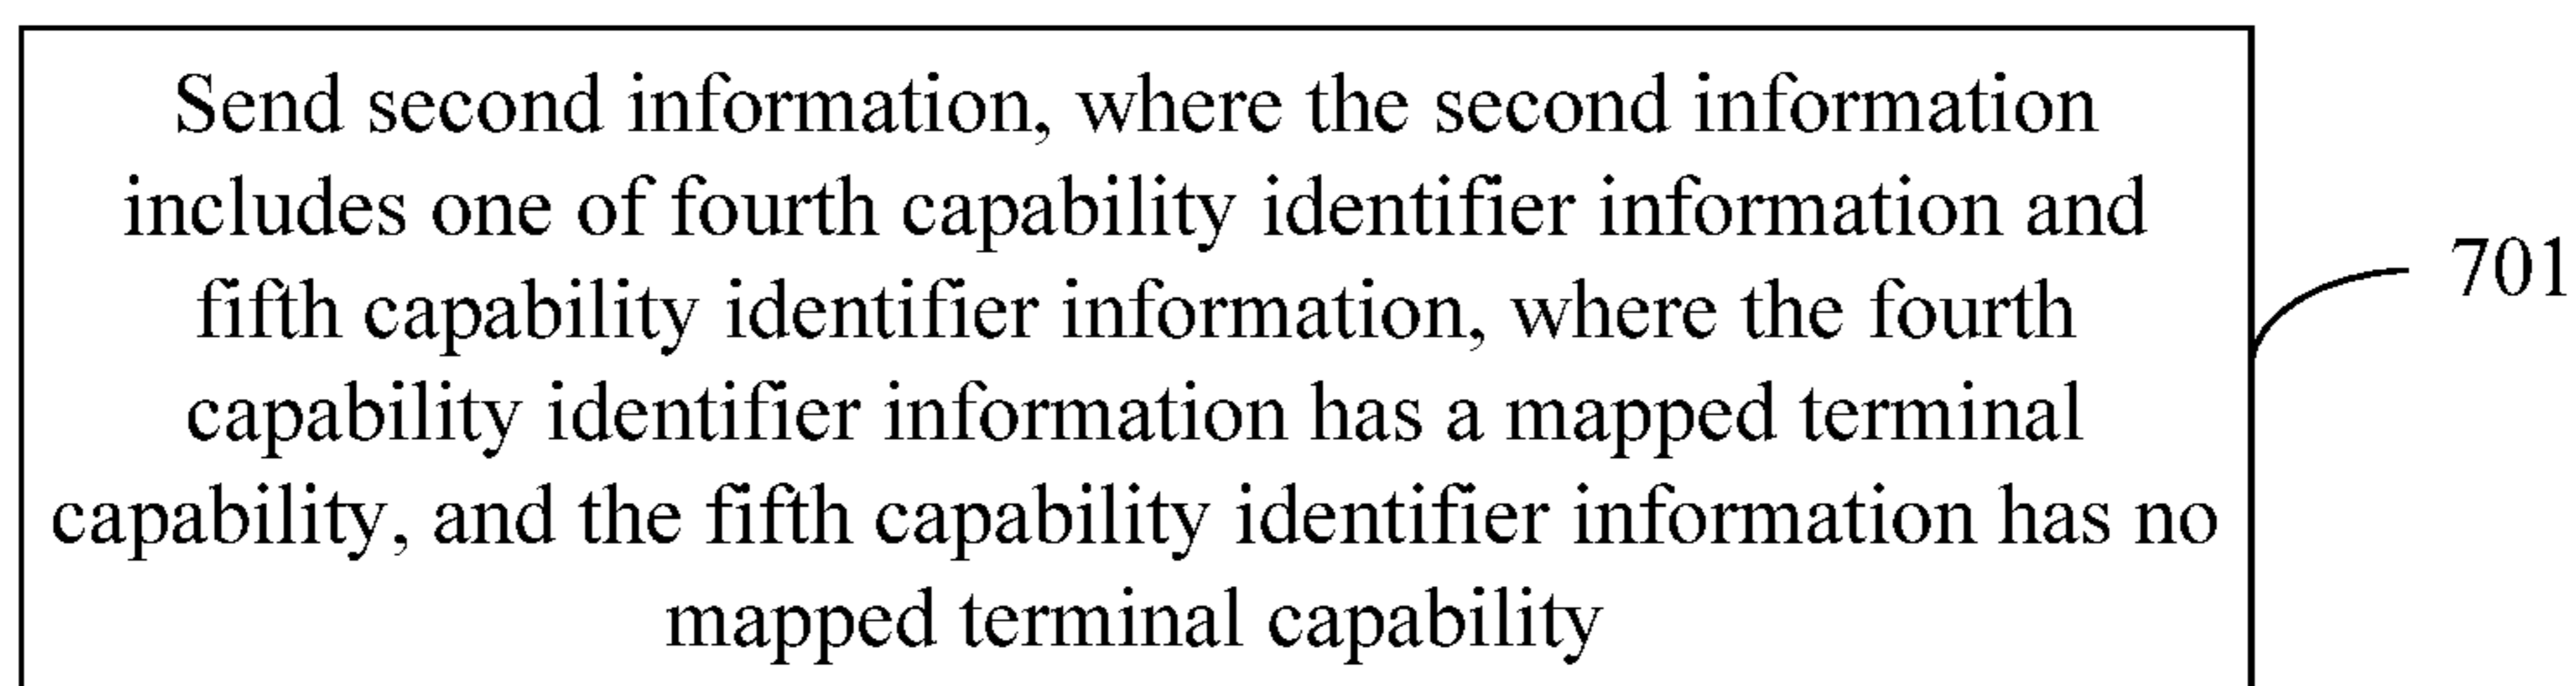 Send second information, where the second information
includes one of fourth capability identifier information and
fifth capability identifier information, where the fourth
capability identifier information has a mapped terminal
capability, and the fifth capability identifier information has no
mapped terminal capability
701